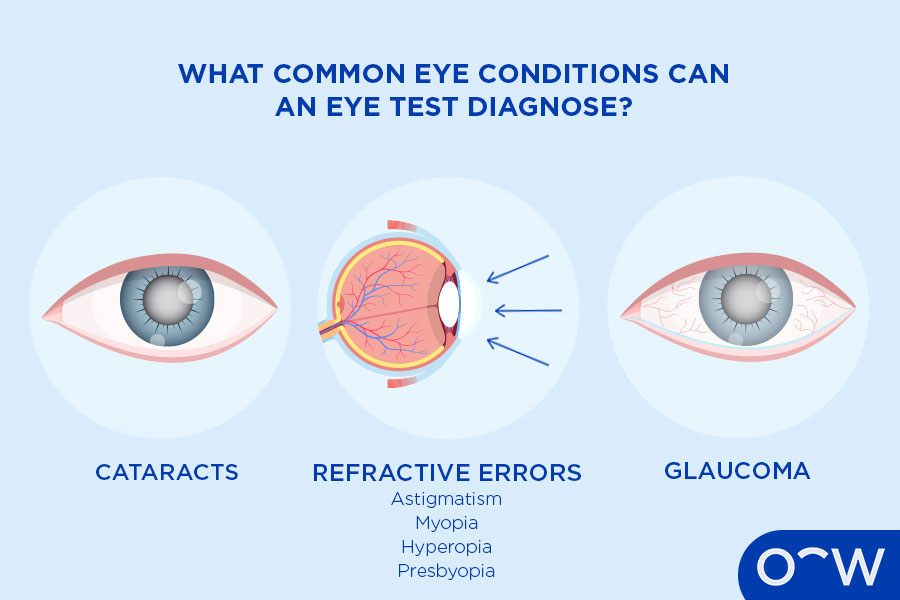 WHAT COMMON EYE CONDITIONS CAN
AN EYE TEST DIAGNOSE?
CATARACTS
REFRACTIVE ERRORS
Astigmatism
Myopia
Hyperopia
Presbyopia
GLAUCOMA
OW